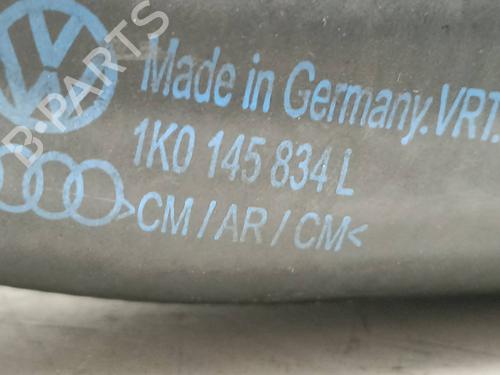 Made in Germany.VRT.
1K0 145 834 L
>CM/AR/CM<
B-PARTS